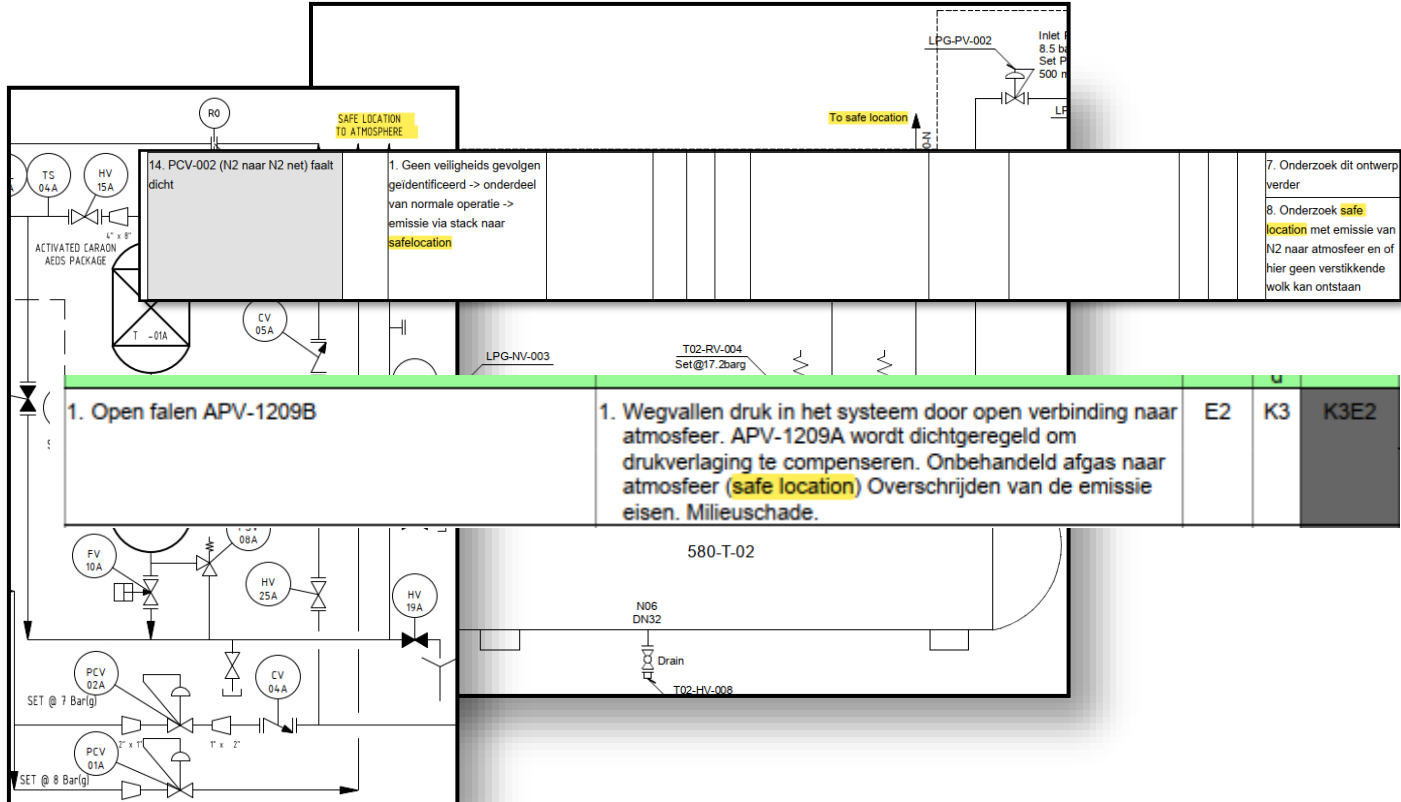 LPG-PV-002
Inlet
8.5
Set P
500
To safe location
RO
SAFE LOCATION
TO ATMOSPHERE
TS
04A
HV
15A
4" x 8"
ACTIVATED CARAON
AEDS PACKAGE
T -01A
CV
05A
14. PCV-002 (N2 naar N2 net) faalt
dicht
1. Geen veiligheids gevolgen
geïdentificeerd -> onderdeel
van normale operatie ->
emissie via stack naar
safelocation
7. Onderzoek dit ontwerp
verder
8. Onderzoek safe
location met emissie van
N2 naar atmosfeer en of
hier geen verstikkende
wolk kan ontstaan
LPG-NV-003
T02-RV-004
Set@17.2barg
1. Open falen APV-1209B
1. Wegvallen druk in het systeem door open verbinding naar
atmosfeer. APV-1209A wordt dichtgeregeld om
drukverlaging te compenseren. Onbehandeld afgas naar
atmosfeer (safe location) Overschrijden van de emissie
eisen. Milieuschade.
E2
K3
K3E2
08A
FV
10A
HV
25A
HV
19A
580-T-02
N06
DN32
Drain
T02-HV-008
PCV
02A
CV
04A
SET @ 7 Bar(g)
2" x 1"
1" x 2"
PCV
01A
SET @ 8 Bar(g)